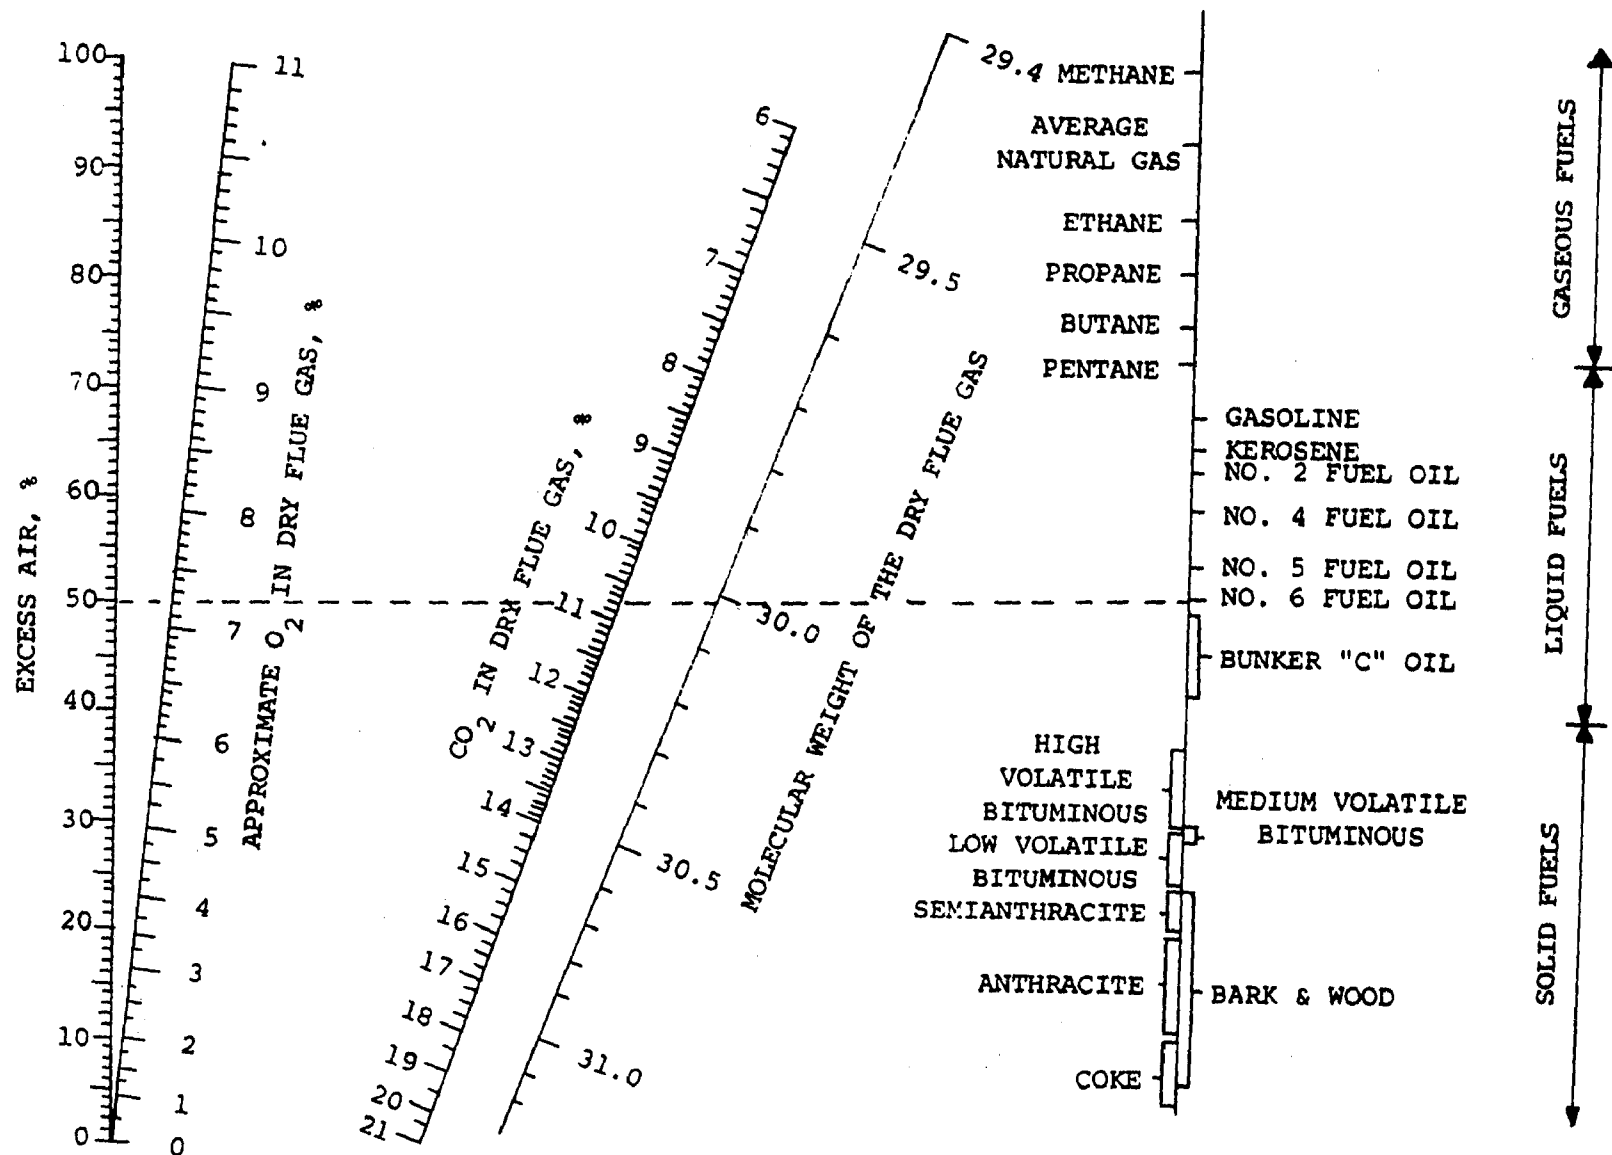 EXCESS AIR, %
100
90
80
70
60
50
40
30
20
10
0
APPROXIMATE O2 IN DRY FLUE GAS, %
11
10
9
8
7
6
5
4
3
2
1
0
CO2 IN DRY FLUE GAS, %
6
7
8
9
10
11
12
13
14
15
16
17
18
19
20
21
MOLECULAR WEIGHT OF THE DRY FLUE GAS
29.4
29.5
30.0
30.5
31.0
METHANE
AVERAGE
NATURAL GAS
ETHANE
PROPANE
BUTANE
PENTANE
GASOLINE
KEROSENE
NO. 2 FUEL OIL
NO. 4 FUEL OIL
NO. 5 FUEL OIL
NO. 6 FUEL OIL
BUNKER "C" OIL
HIGH
VOLATILE
BITUMINOUS
MEDIUM VOLATILE
BITUMINOUS
LOW VOLATILE
BITUMINOUS
SEMIANTHRACITE
ANTHRACITE
BARK & WOOD
COKE
GASEOUS FUELS
LIQUID FUELS
SOLID FUELS